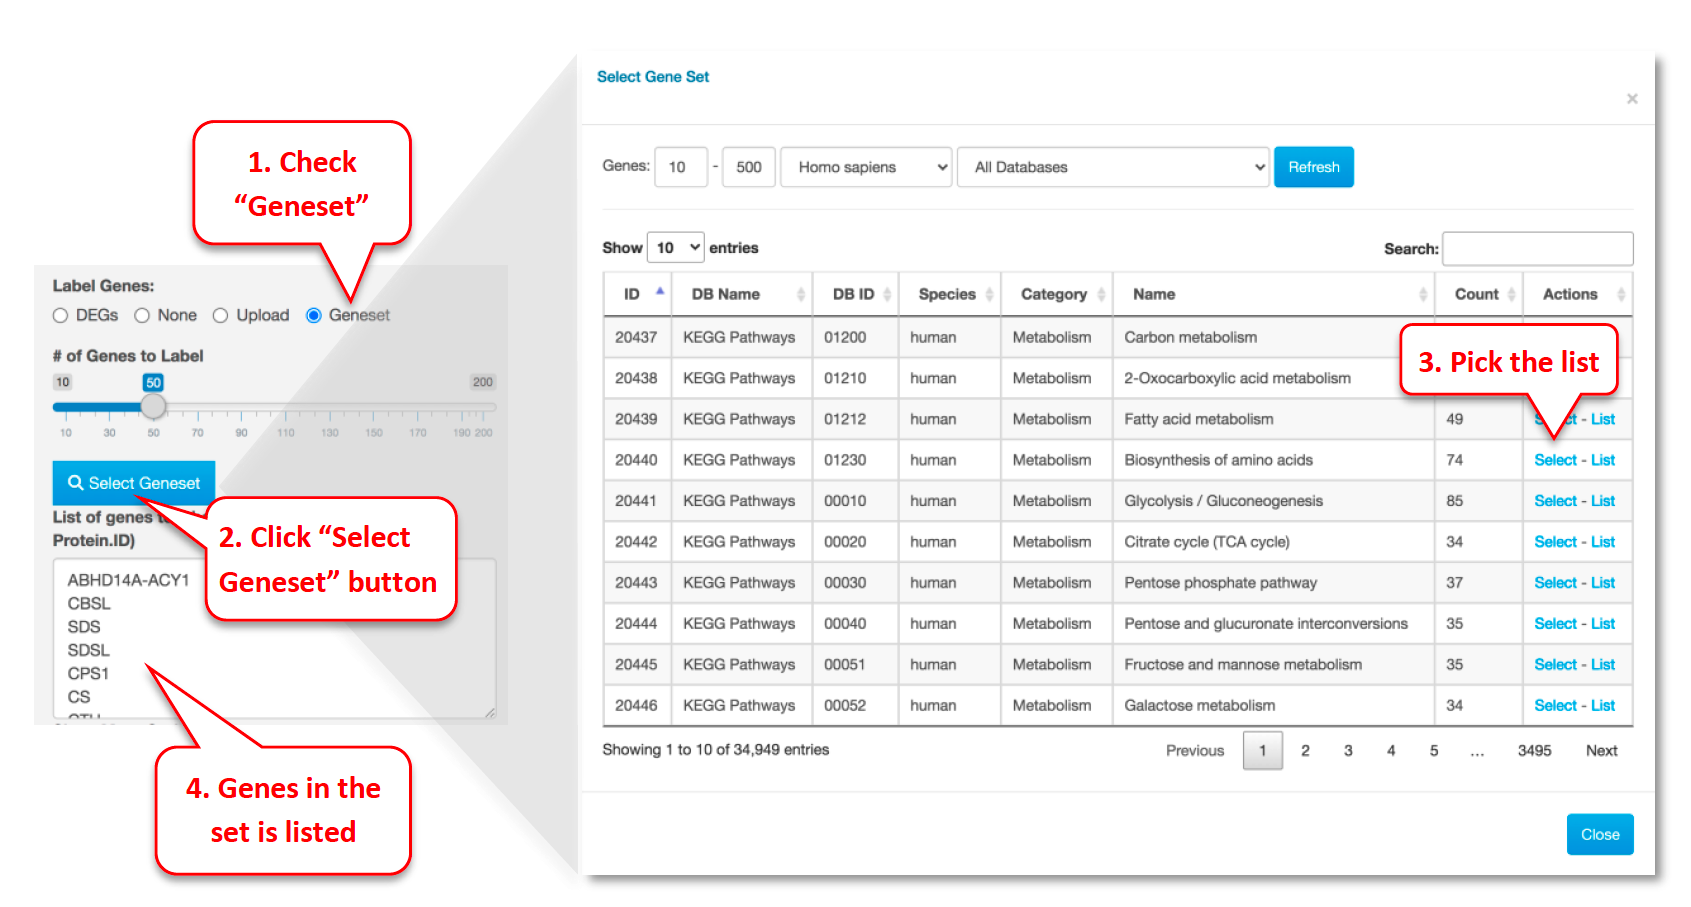 1. Check
“Geneset”
Label Genes:
DEGs None Upload Geneset
# of Genes to Label
10 50 200
10 30 50 70 90 110 130 150 170 190 200
Select Geneset
List of genes
Protein.ID)
2. Click “Select
Geneset” button
ABHD14A-ACY1
CBSL
SDS
SDSL
CPS1
CS
4. Genes in the
set is listed
Select Gene Set
×
Genes: 10 - 500 Homo sapiens All Databases Refresh
Show 10 entries Search:
ID DB Name DB ID Species Category Name Count Actions
20437 KEGG Pathways 01200 human Metabolism Carbon metabolism
20438 KEGG Pathways 01210 human Metabolism 2-Oxocarboxylic acid metabolism
3. Pick the list
20439 KEGG Pathways 01212 human Metabolism Fatty acid metabolism 49 - List
20440 KEGG Pathways 01230 human Metabolism Biosynthesis of amino acids 74 Select - List
20441 KEGG Pathways 00010 human Metabolism Glycolysis / Gluconeogenesis 85 Select - List
20442 KEGG Pathways 00020 human Metabolism Citrate cycle (TCA cycle) 34 Select - List
20443 KEGG Pathways 00030 human Metabolism Pentose phosphate pathway 37 Select - List
20444 KEGG Pathways 00040 human Metabolism Pentose and glucuronate interconversions 35 Select - List
20445 KEGG Pathways 00051 human Metabolism Fructose and mannose metabolism 35 Select - List
20446 KEGG Pathways 00052 human Metabolism Galactose metabolism 34 Select - List
Showing 1 to 10 of 34,949 entries Previous 1 2 3 4 5 ... 3495 Next
Close